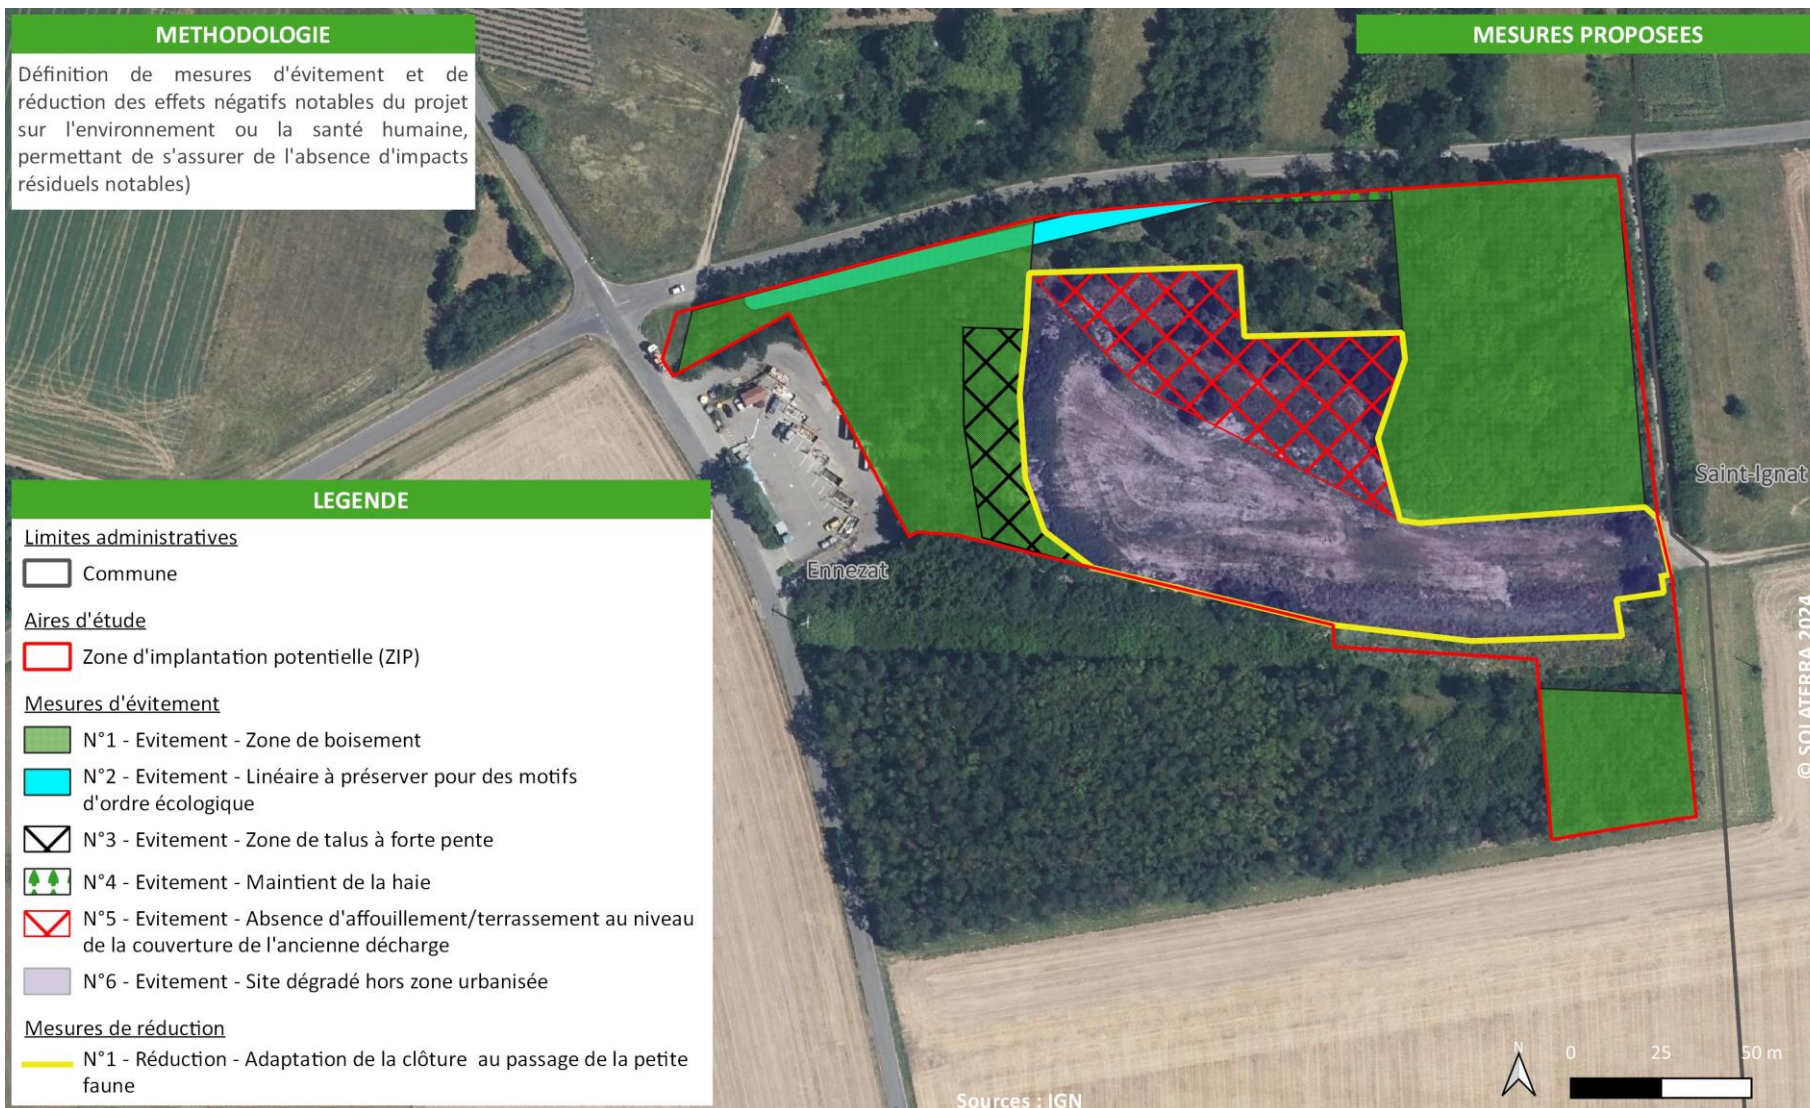 METHODOLOGIE
Définition de mesures d'évitement et de
réduction des effets négatifs notables du projet
sur l'environnement ou la santé humaine,
permettant de s'assurer de l'absence d'impacts
résiduels notables)
MESURES PROPOSEES
Saint-Ignat
Ennezat
LEGENDE
Limites administratives
Commune
Aires d'étude
Zone d'implantation potentielle (ZIP)
Mesures d'évitement
N°1 - Evitement - Zone de boisement
N°2 - Evitement - Linéaire à préserver pour des motifs
d'ordre écologique
N°3 - Evitement - Zone de talus à forte pente
N°4 - Evitement - Maintient de la haie
N°5 - Evitement - Absence d'affouillement/terrassement au niveau
de la couverture de l'ancienne décharge
N°6 - Evitement - Site dégradé hors zone urbanisée
Mesures de réduction
N°1 - Réduction - Adaptation de la clôture au passage de la petite
faune
© SOLATERRA 2024
N
0 25 50 m
Sources : IGN